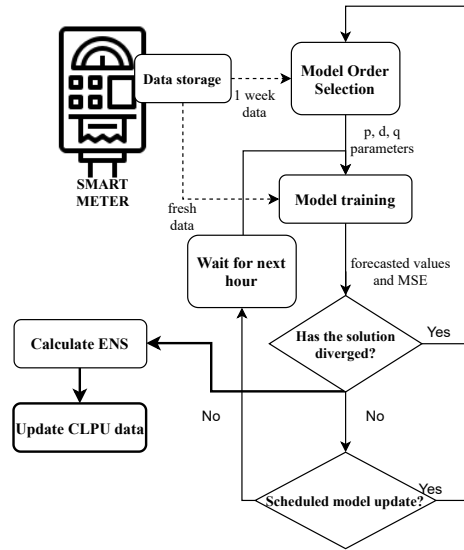 Data storage
1 week
data
Model Order
Selection
p, d, q
parameters
SMART
METER
fresh
data
Model training
Wait for next
hour
forecasted values
and MSE
Has the solution
diverged?
Yes
Calculate ENS
No
No
Update CLPU data
Scheduled model update?
Yes